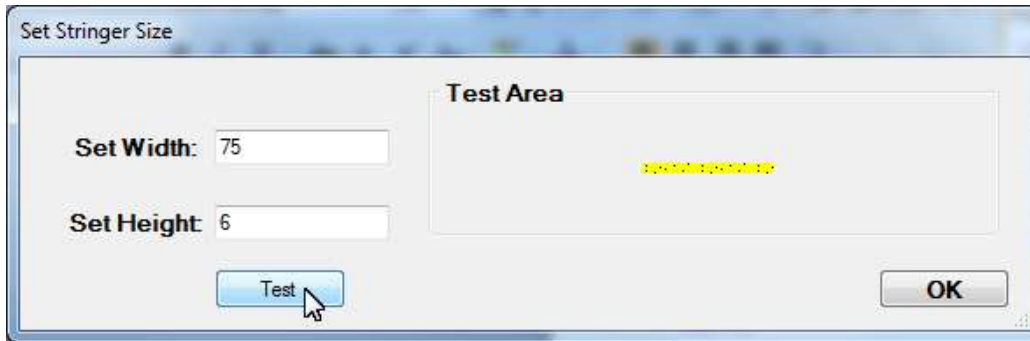 Set Stringer Size
Test Area
Set Width: 75
Set Height: 6
Test
OK